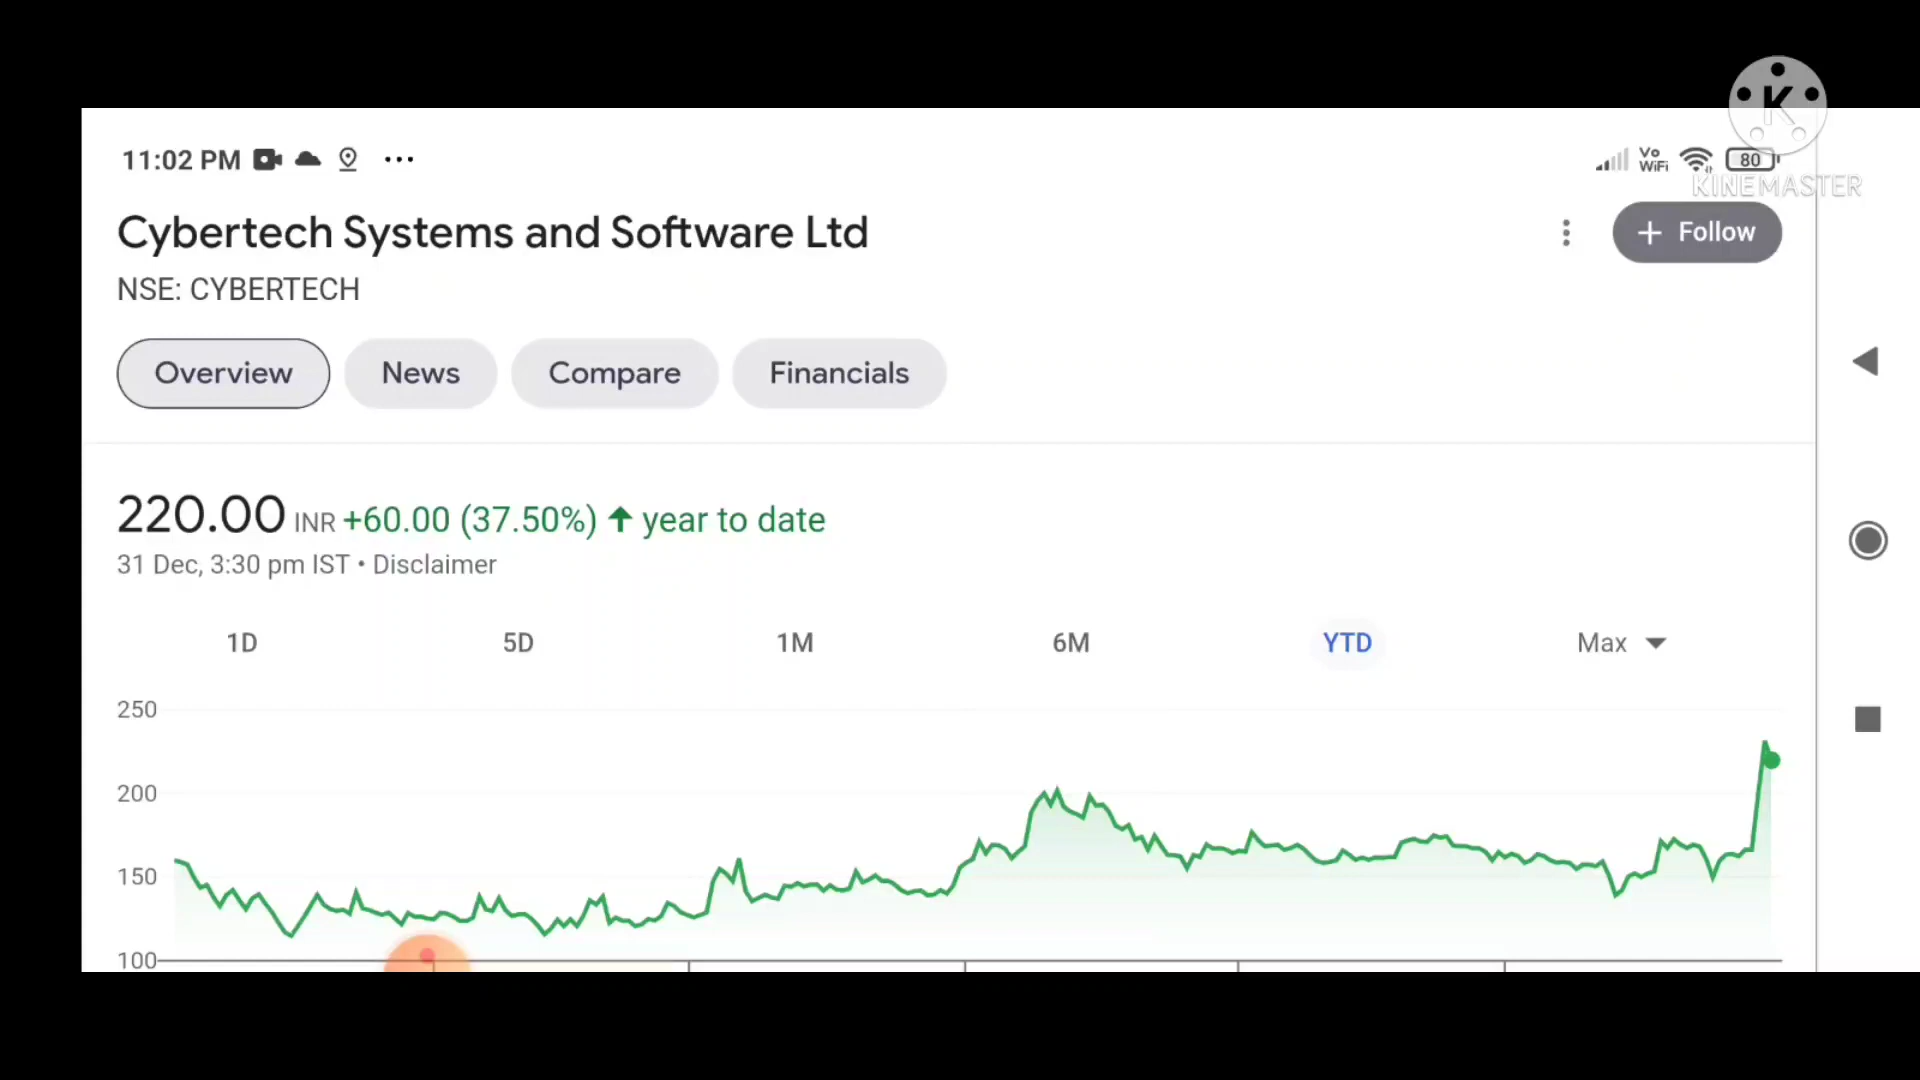 11:02 PM
Vo
WiFi
80
K
KINEMASTER
Cybertech Systems and Software Ltd
+ Follow
NSE: CYBERTECH
Overview
News
Compare
Financials
220.00 INR +60.00 (37.50%) ↑ year to date
31 Dec, 3:30 pm IST • Disclaimer
1D
5D
1M
6M
YTD
Max
250
200
150
100